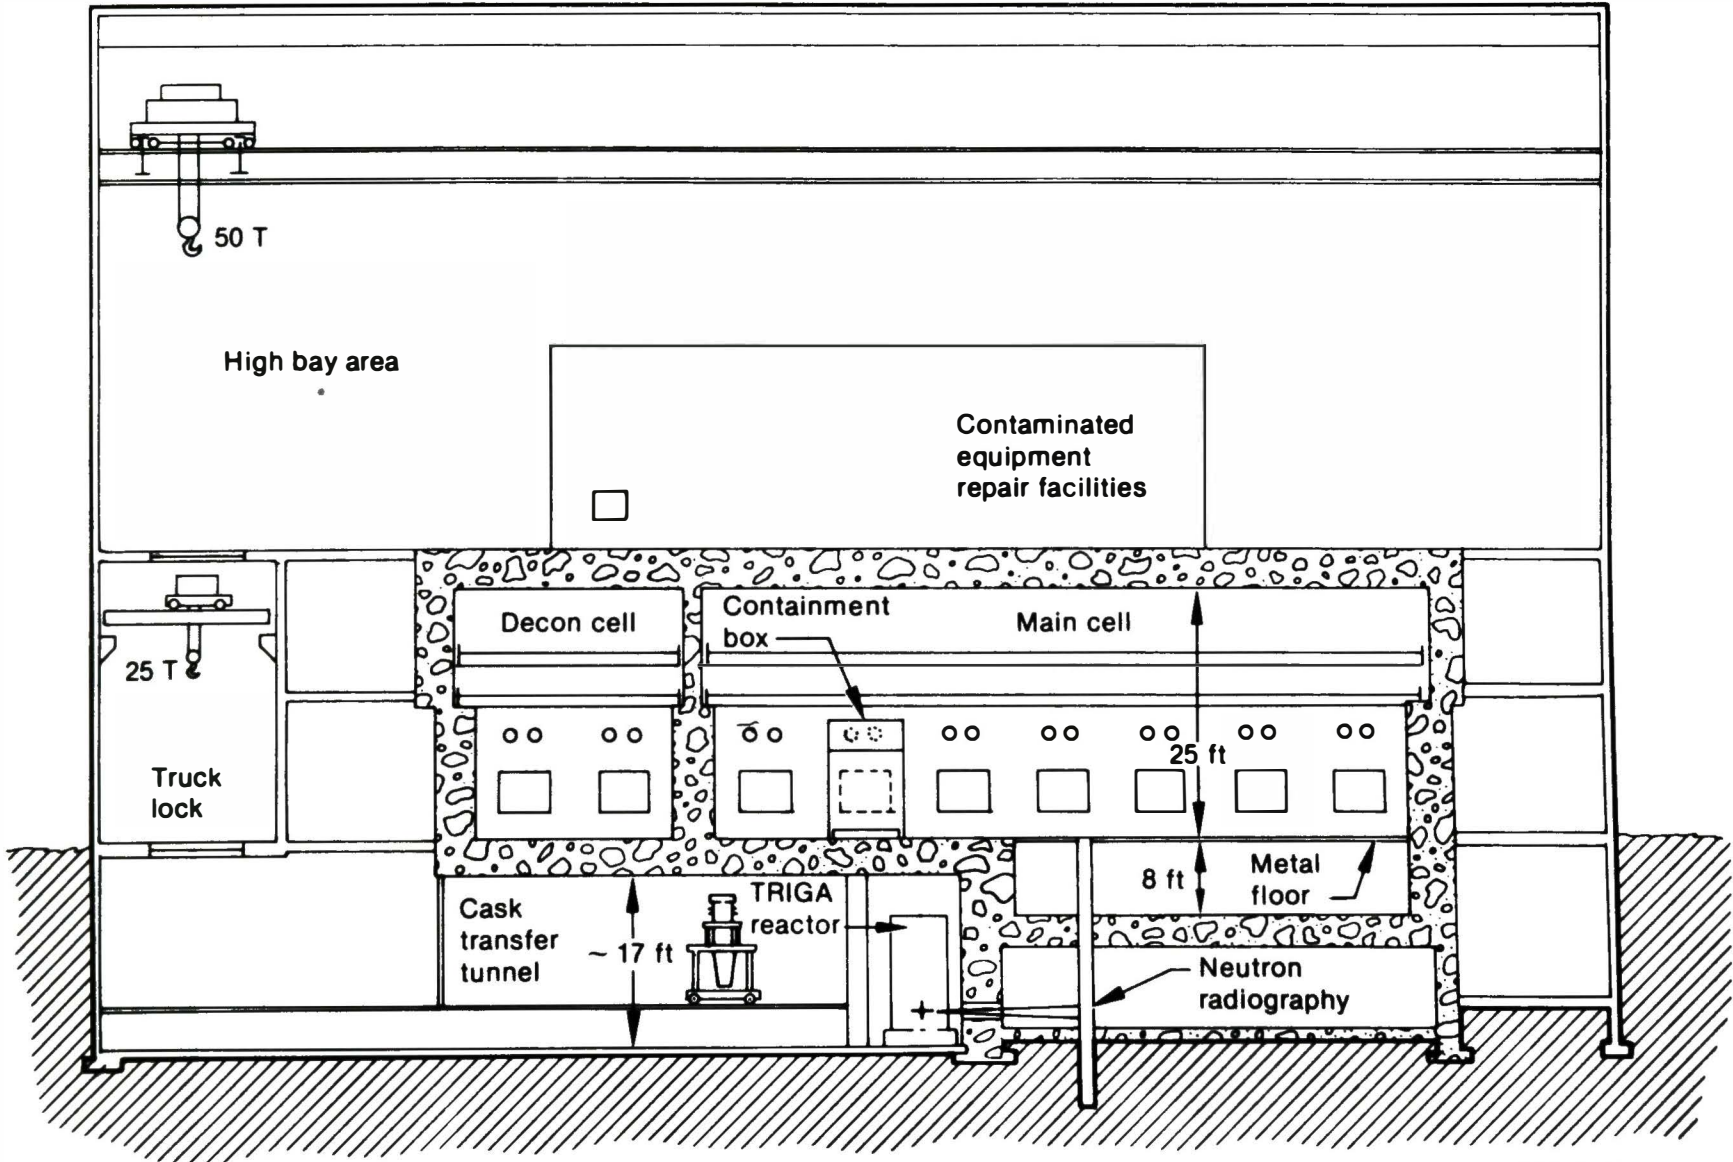 50 T
High bay area
Contaminated
equipment
repair facilities
Decon cell
Containment
box
Main cell
25 T
25 ft
Truck
lock
8 ft
Metal
floor
Cask
transfer
tunnel
~ 17 ft
TRIGA
reactor
Neutron
radiography